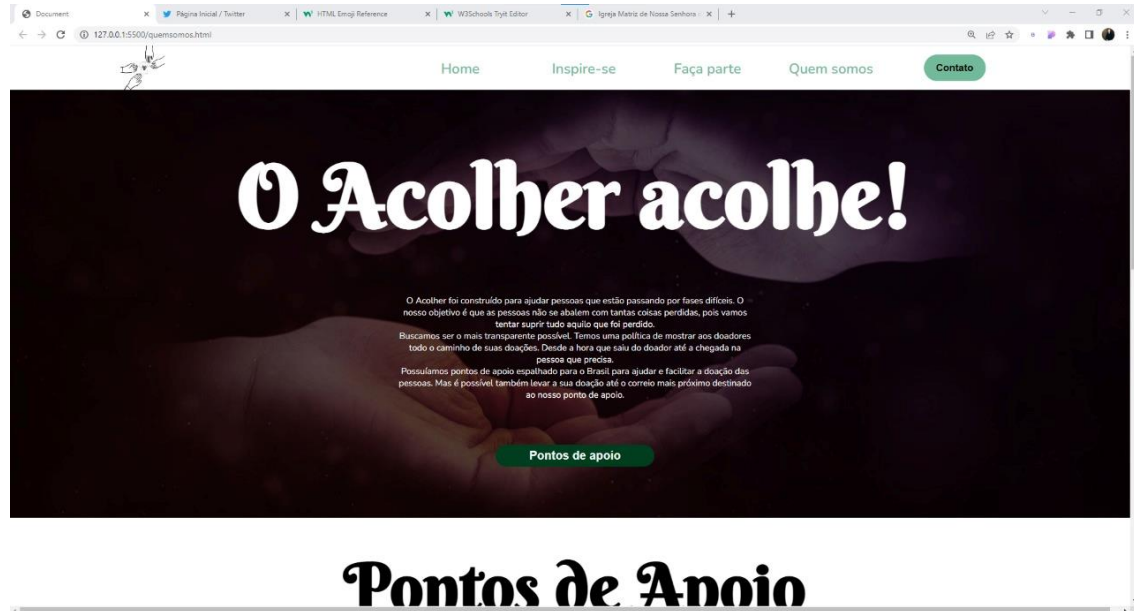 Document
Página Inicial / Twitter
HTML Emoji Reference
W3Schools Tryit Editor
Igreja Matriz de Nossa Senhora
127.0.0.1:5500/quemsomos.html
Home
Inspire-se
Faça parte
Quem somos
Contato
O Acolher acolhe!
O Acolher foi construído para ajudar pessoas que estão passando por fases difíceis. O
nosso objetivo é que as pessoas não se abalem com tantas coisas perdidas, pois vamos
tentar suprir tudo aquilo que foi perdido.
Buscamos ser o mais transparente possível. Temos uma política de mostrar aos doadores
todo o caminho de suas doações. Desde a hora que saiu do doador até a chegada na
pessoa que precisa.
Possuíamos pontos de apoio espalhado para o Brasil para ajudar e facilitar a doação das
pessoas. Mas é possível também levar a sua doação até o correio mais próximo destinado
ao nosso ponto de apoio.
Pontos de apoio
Pontos de Apoio